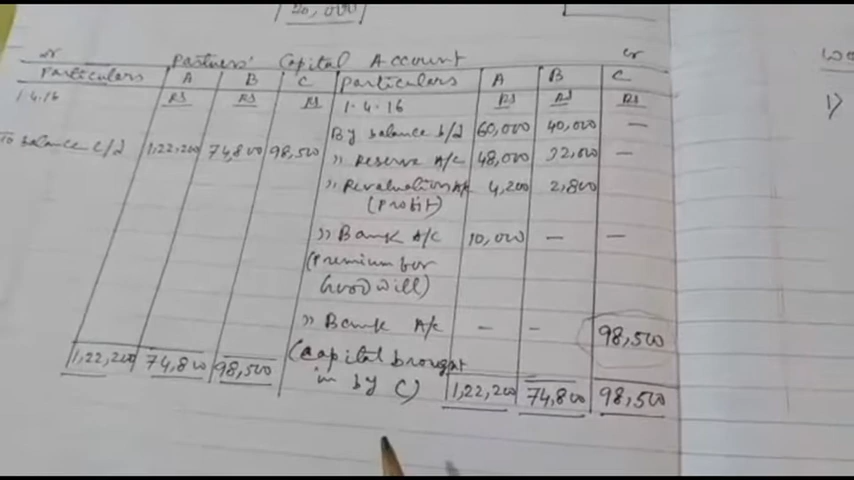 20,000
Dr Partners' Capital Account Cr
Particulars A B C Particulars A B C
1·4·16 RS RS RS 1·4·16 RS RS RS
By balance b/d 60,000 40,000 —
To balance c/d 1,22,200 74,800 98,500 " Reserve A/c 48,000 32,000 —
" Revaluation A/c 4,200 2,800
(Profit)
" Bank A/c 10,000 — —
(Premium for
Goodwill)
" Bank A/c — — 98,500
1,22,200 74,800 98,500 (Capital brought
in by C) 1,22,200 74,800 98,500
1)